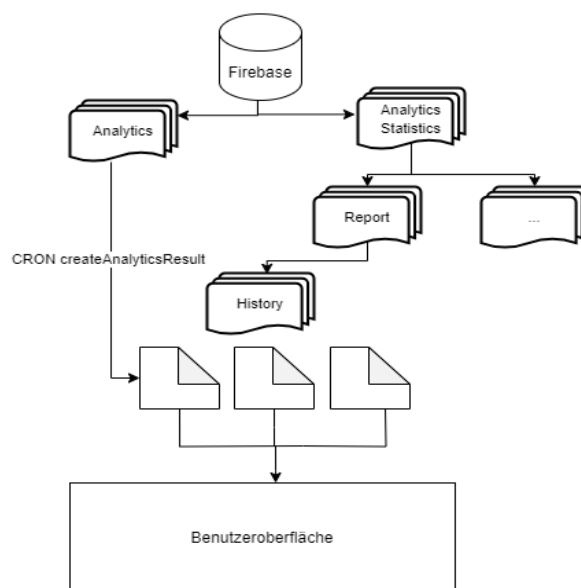 Firebase
Analytics
Analytics
Statistics
Report
...
CRON createAnalyticsResult
History
Benutzeroberfläche